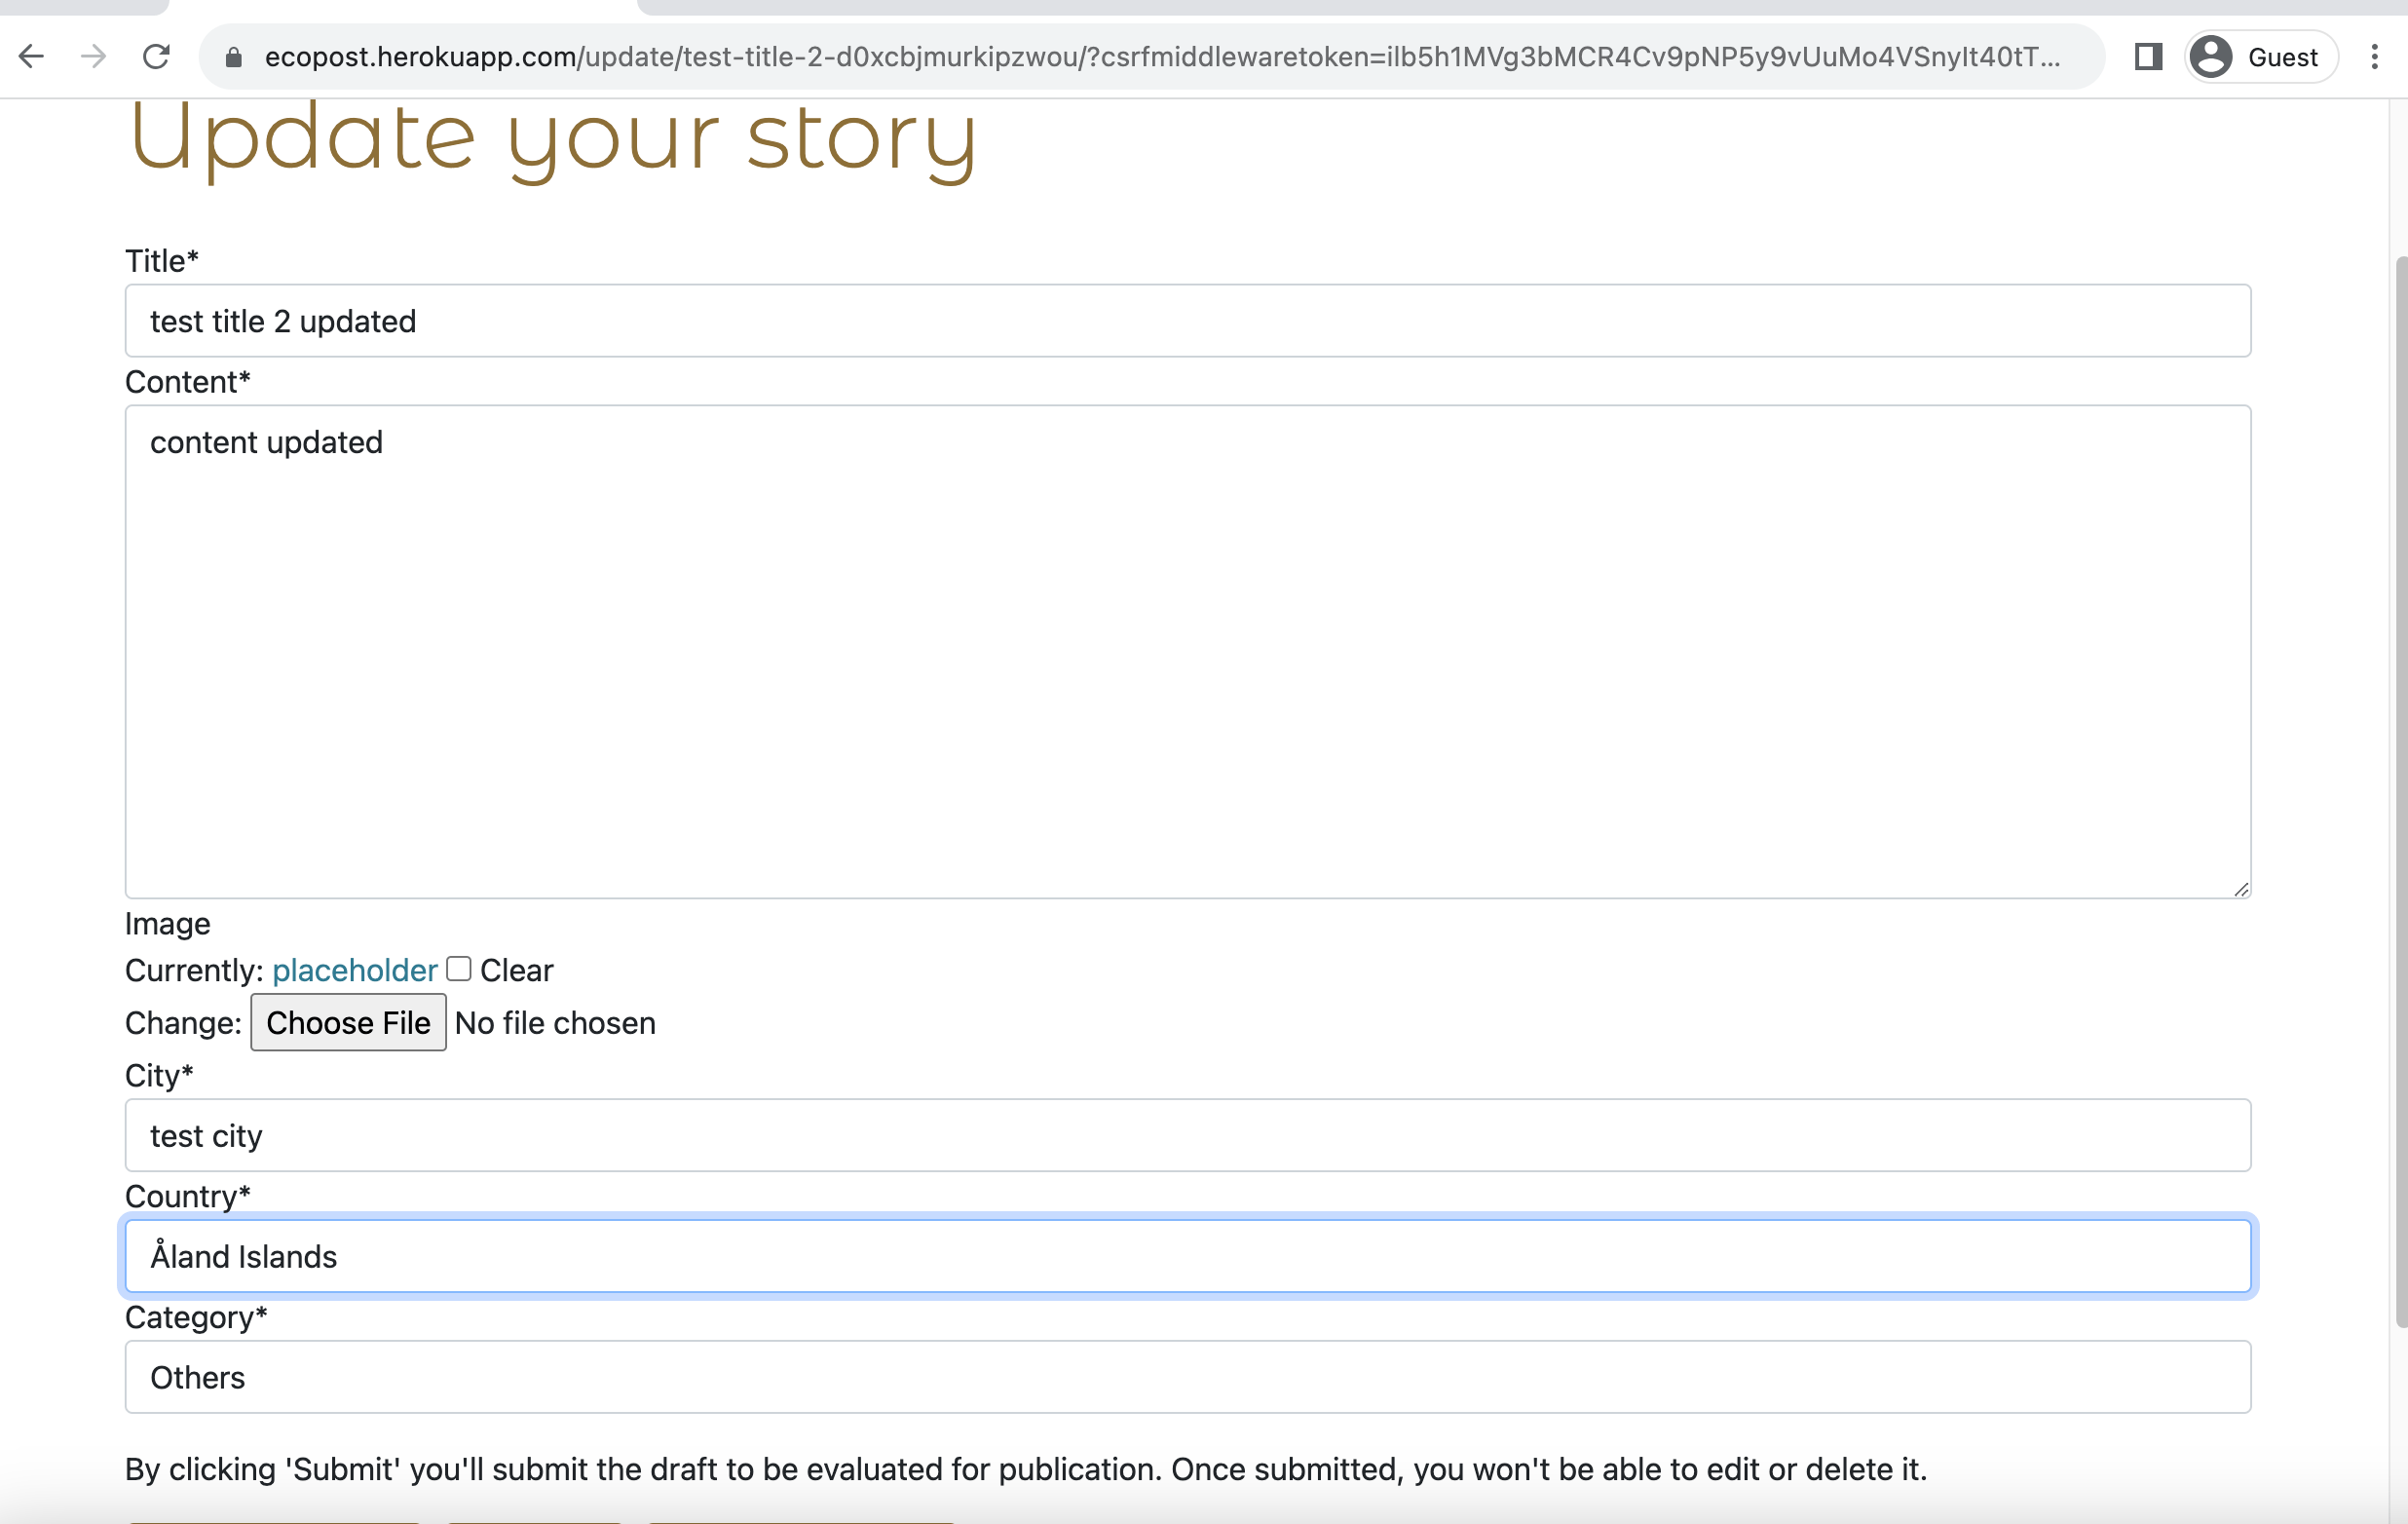 ecopost.herokuapp.com/update/test-title-2-d0xcbjmurkipzwou/?csrfmiddlewaretoken=ilb5h1MVg3bMCR4Cv9pNP5y9vUuMo4VSnyIt40tT...
Guest
Update your story
Title*
test title 2 updated
Content*
content updated
Image
Currently: placeholder Clear
Change: Choose File No file chosen
City*
test city
Country*
Åland Islands
Category*
Others
By clicking 'Submit' you'll submit the draft to be evaluated for publication. Once submitted, you won't be able to edit or delete it.